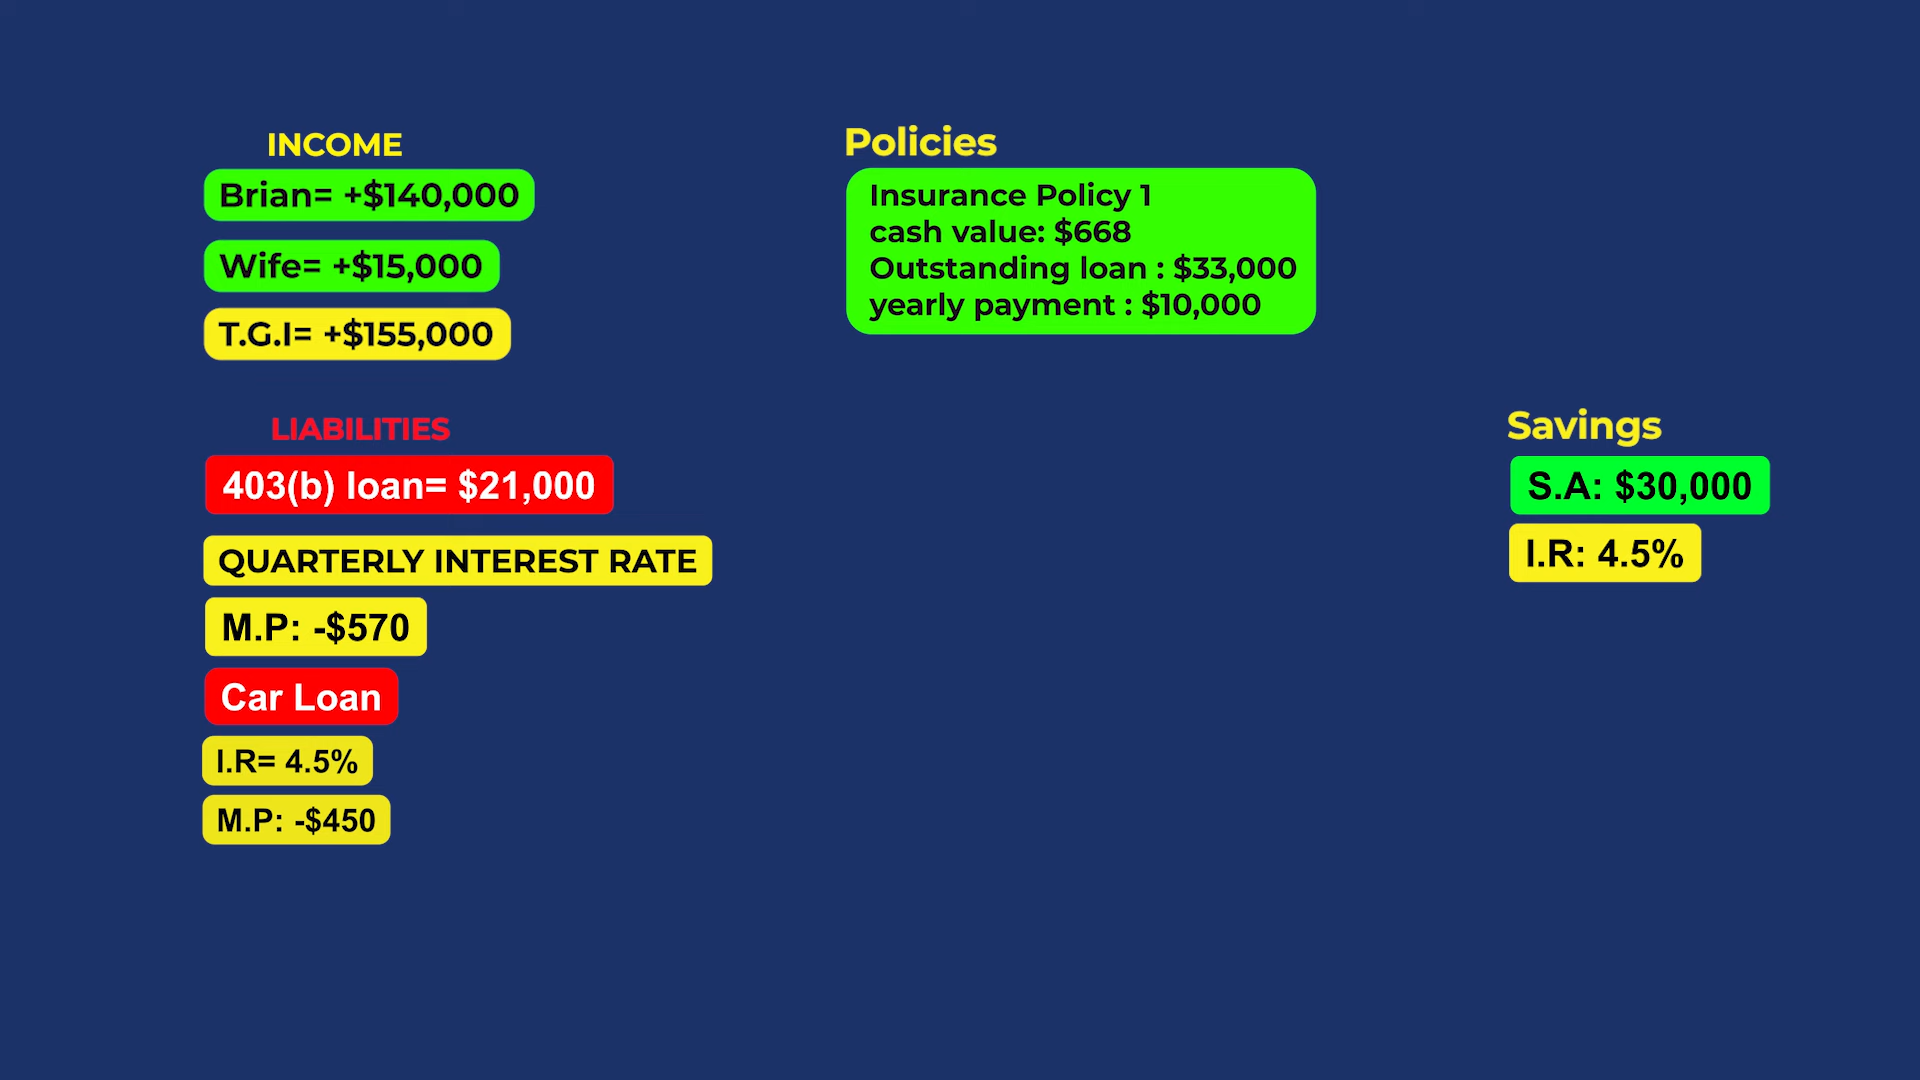 INCOME
Brian= +$140,000
Wife= +$15,000
T.G.I= +$155,000
LIABILITIES
403(b) loan= $21,000
QUARTERLY INTEREST RATE
M.P: -$570
Car Loan
I.R= 4.5%
M.P: -$450
Policies
Insurance Policy 1
cash value: $668
Outstanding loan : $33,000
yearly payment : $10,000
Savings
S.A: $30,000
I.R: 4.5%